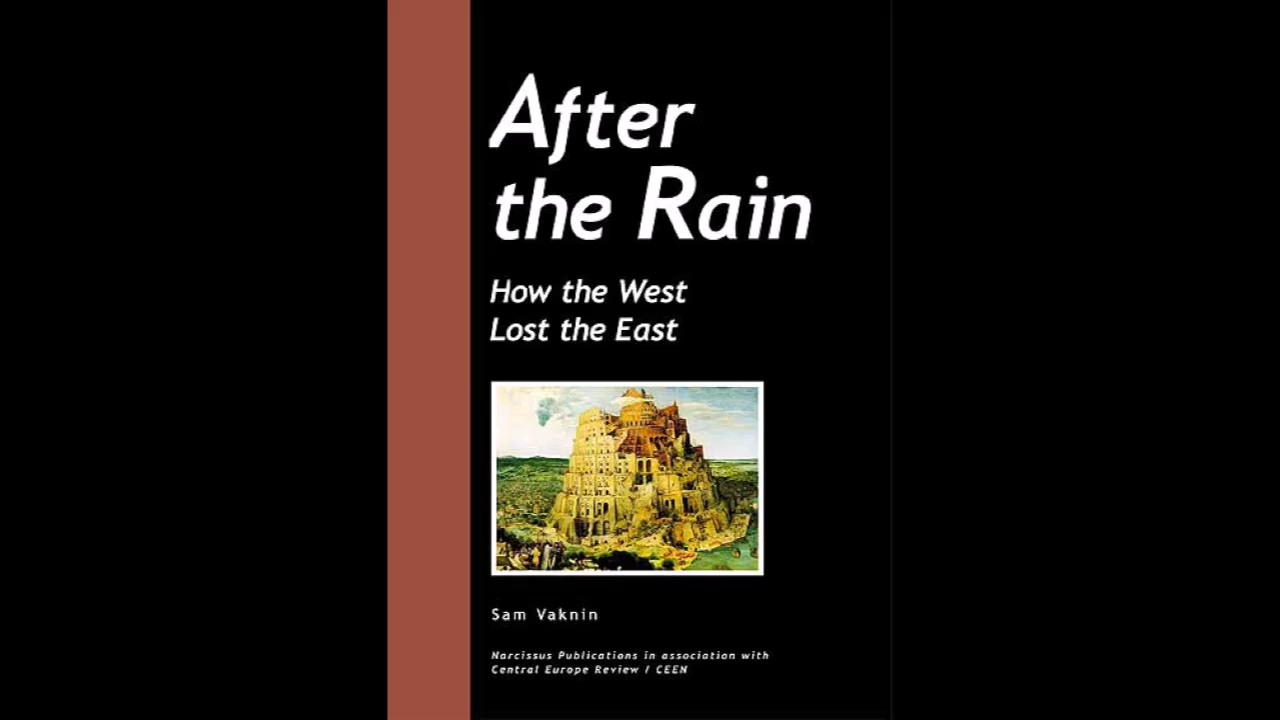 After
the Rain
How the West
Lost the East
Sam Vaknin
Narcissus Publications in association with
Central Europe Review / CEEN